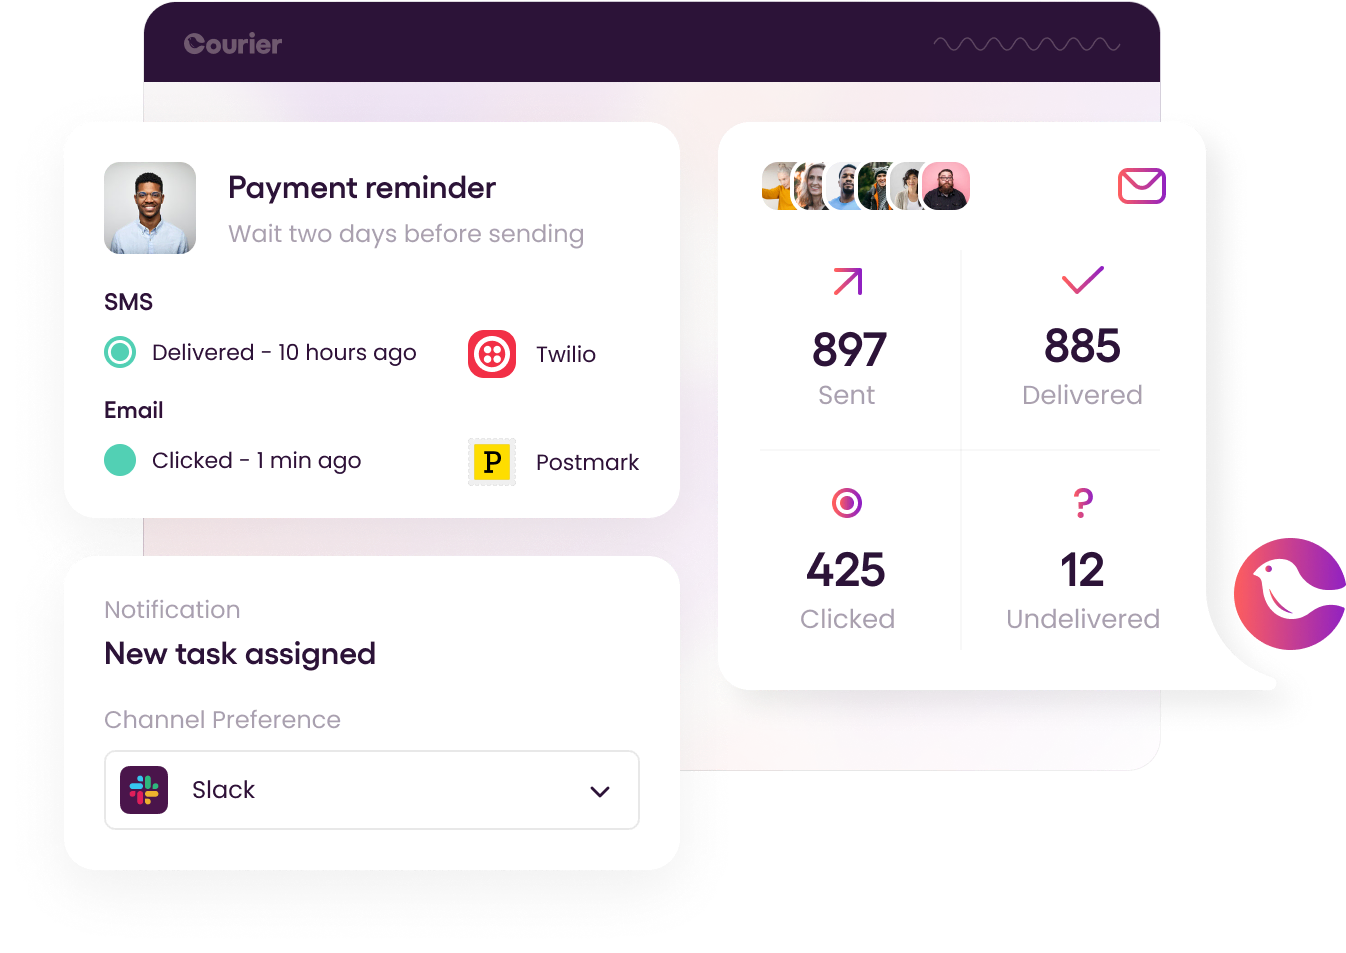 Courier
Payment reminder
Wait two days before sending
SMS
Delivered - 10 hours ago
Twilio
Email
Clicked - 1 min ago
P
Postmark
Notification
New task assigned
Channel Preference
Slack
897
Sent
885
Delivered
425
Clicked
?
12
Undelivered